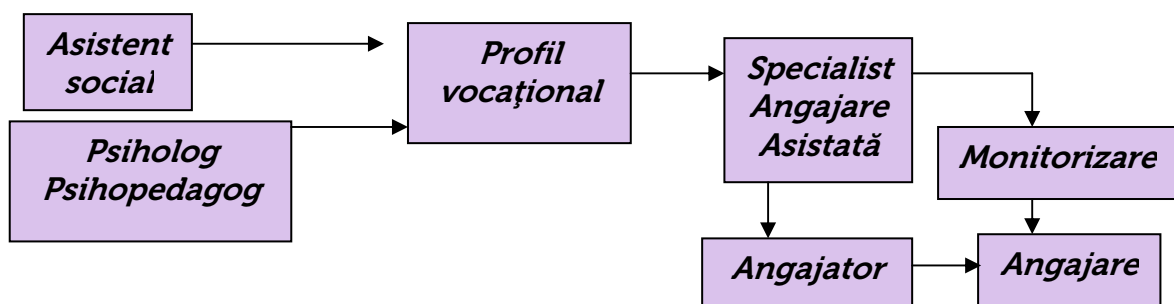 Asistent
social
Psiholog
Psihopedagog
Profil
vocaţional
Specialist
Angajare
Asistată
Monitorizare
Angajator
Angajare